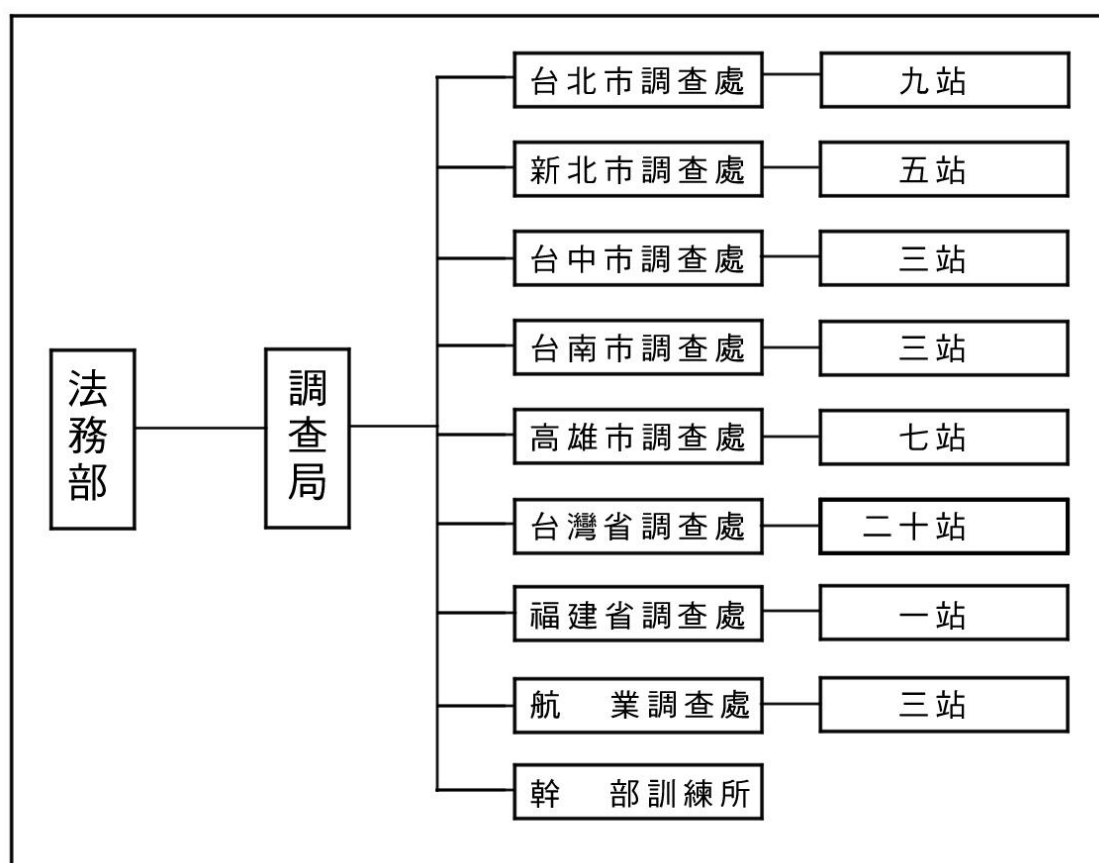 法務部
調查局
台北市調查處
九站
新北市調查處
五站
台中市調查處
三站
台南市調查處
三站
高雄市調查處
七站
台灣省調查處
二十站
福建省調查處
一站
航 業調查處
三站
幹 部訓練所